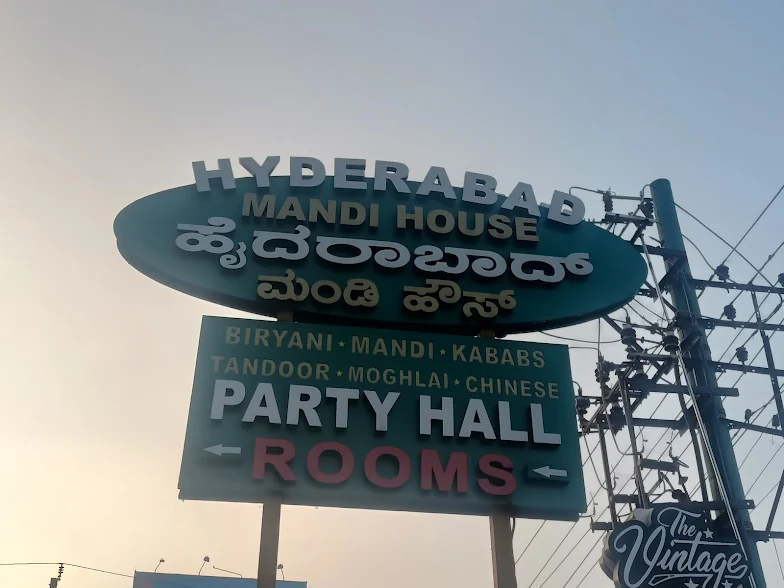 HYDERABAD
MANDI HOUSE
ಹೈದರಾಬಾದ್
ಮಂಡಿ ಹೌಸ್
BIRYANI ★ MANDI ★ KABABS
TANDOOR ★ MOGHLAI ★ CHINESE
PARTY HALL
← ROOMS ←
The
Vintage